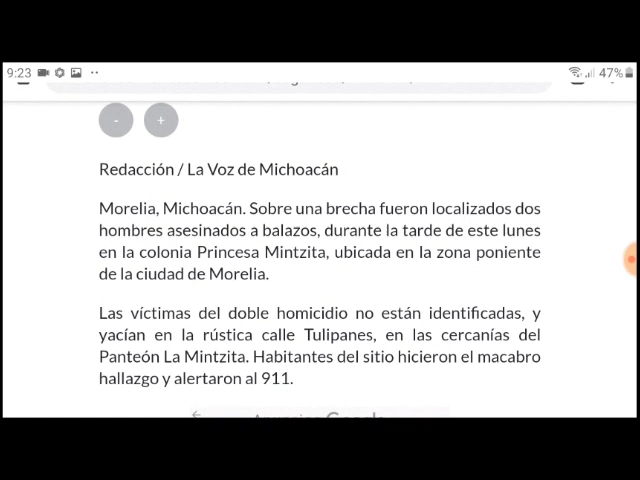 9:23
47%
-
+
Redacción / La Voz de Michoacán
Morelia, Michoacán. Sobre una brecha fueron localizados dos
hombres asesinados a balazos, durante la tarde de este lunes
en la colonia Princesa Mintzita, ubicada en la zona poniente
de la ciudad de Morelia.
Las víctimas del doble homicidio no están identificadas, y
yacían en la rústica calle Tulipanes, en las cercanías del
Panteón La Mintzita. Habitantes del sitio hicieron el macabro
hallazgo y alertaron al 911.